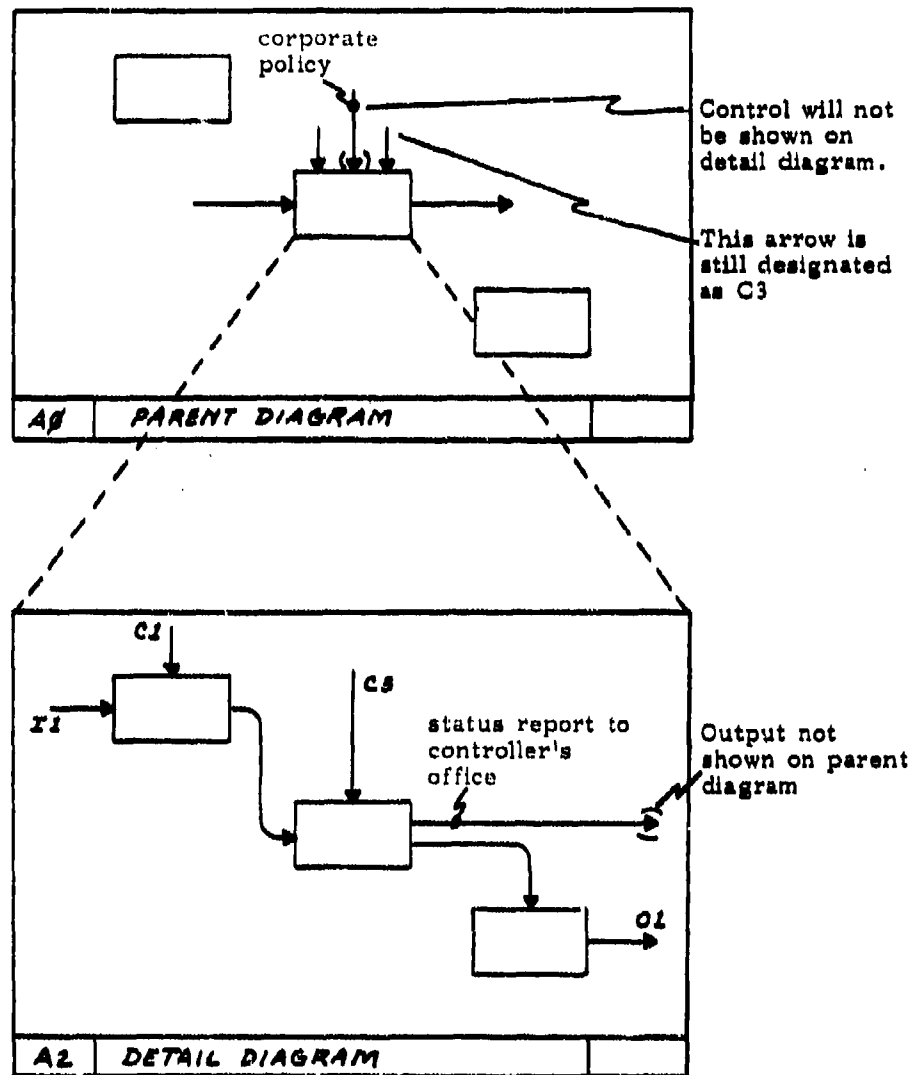 corporate
policy
Control will not
be shown on
detail diagram.
This arrow is
still designated
as C3
( )
AØ PARENT DIAGRAM
C1
I1
C3
status report to
controller's
office
Output not
shown on parent
diagram
( )
O1
A2 DETAIL DIAGRAM